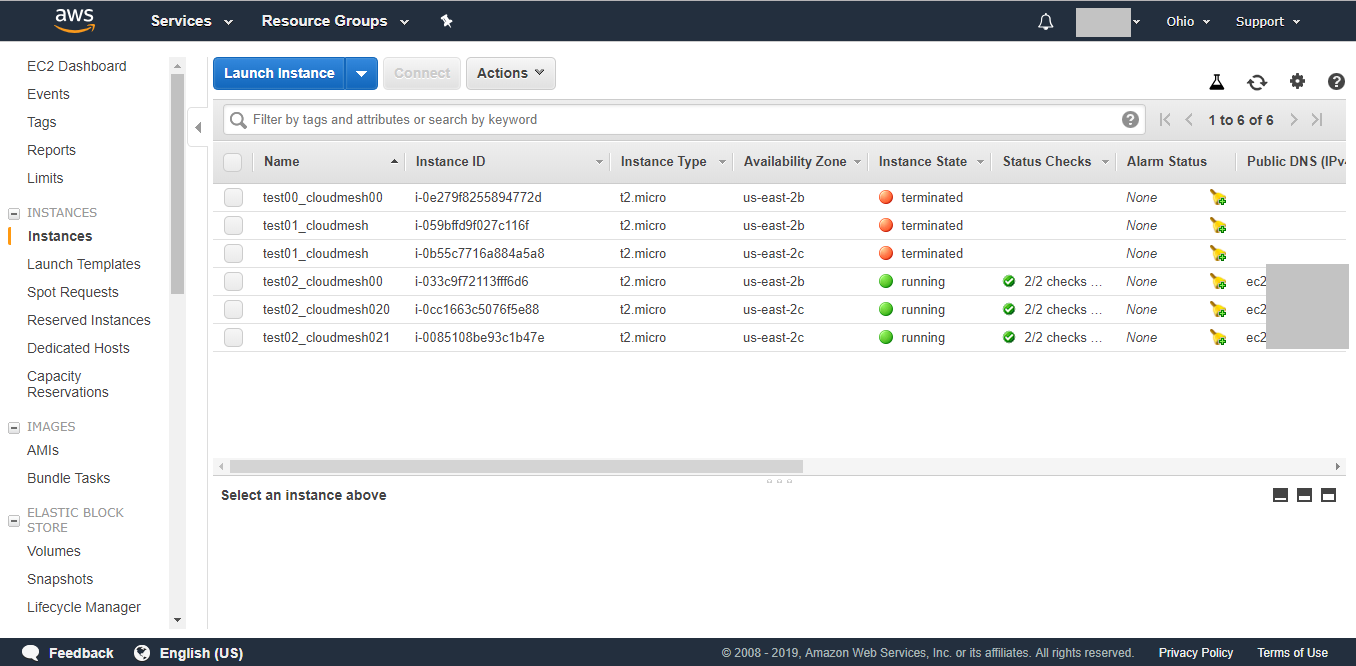 aws Services Resource Groups Ohio Support
EC2 Dashboard
Events
Tags
Reports
Limits
INSTANCES
Instances
Launch Templates
Spot Requests
Reserved Instances
Dedicated Hosts
Capacity
Reservations
IMAGES
AMIs
Bundle Tasks
ELASTIC BLOCK
STORE
Volumes
Snapshots
Lifecycle Manager
Launch Instance Connect Actions
Filter by tags and attributes or search by keyword 1 to 6 of 6
Name Instance ID Instance Type Availability Zone Instance State Status Checks Alarm Status Public DNS (IPv4
test00_cloudmesh00 i-0e279f8255894772d t2.micro us-east-2b terminated None
test01_cloudmesh i-059bffd9f027c116f t2.micro us-east-2b terminated None
test01_cloudmesh i-0b55c7716a884a5a8 t2.micro us-east-2c terminated None
test02_cloudmesh00 i-033c9f72113fff6d6 t2.micro us-east-2b running 2/2 checks ... None ec2
test02_cloudmesh020 i-0cc1663c5076f5e88 t2.micro us-east-2c running 2/2 checks ... None ec2
test02_cloudmesh021 i-0085108be93c1b47e t2.micro us-east-2c running 2/2 checks ... None ec2
Select an instance above
Feedback English (US) © 2008 - 2019, Amazon Web Services, Inc. or its affiliates. All rights reserved. Privacy Policy Terms of Use